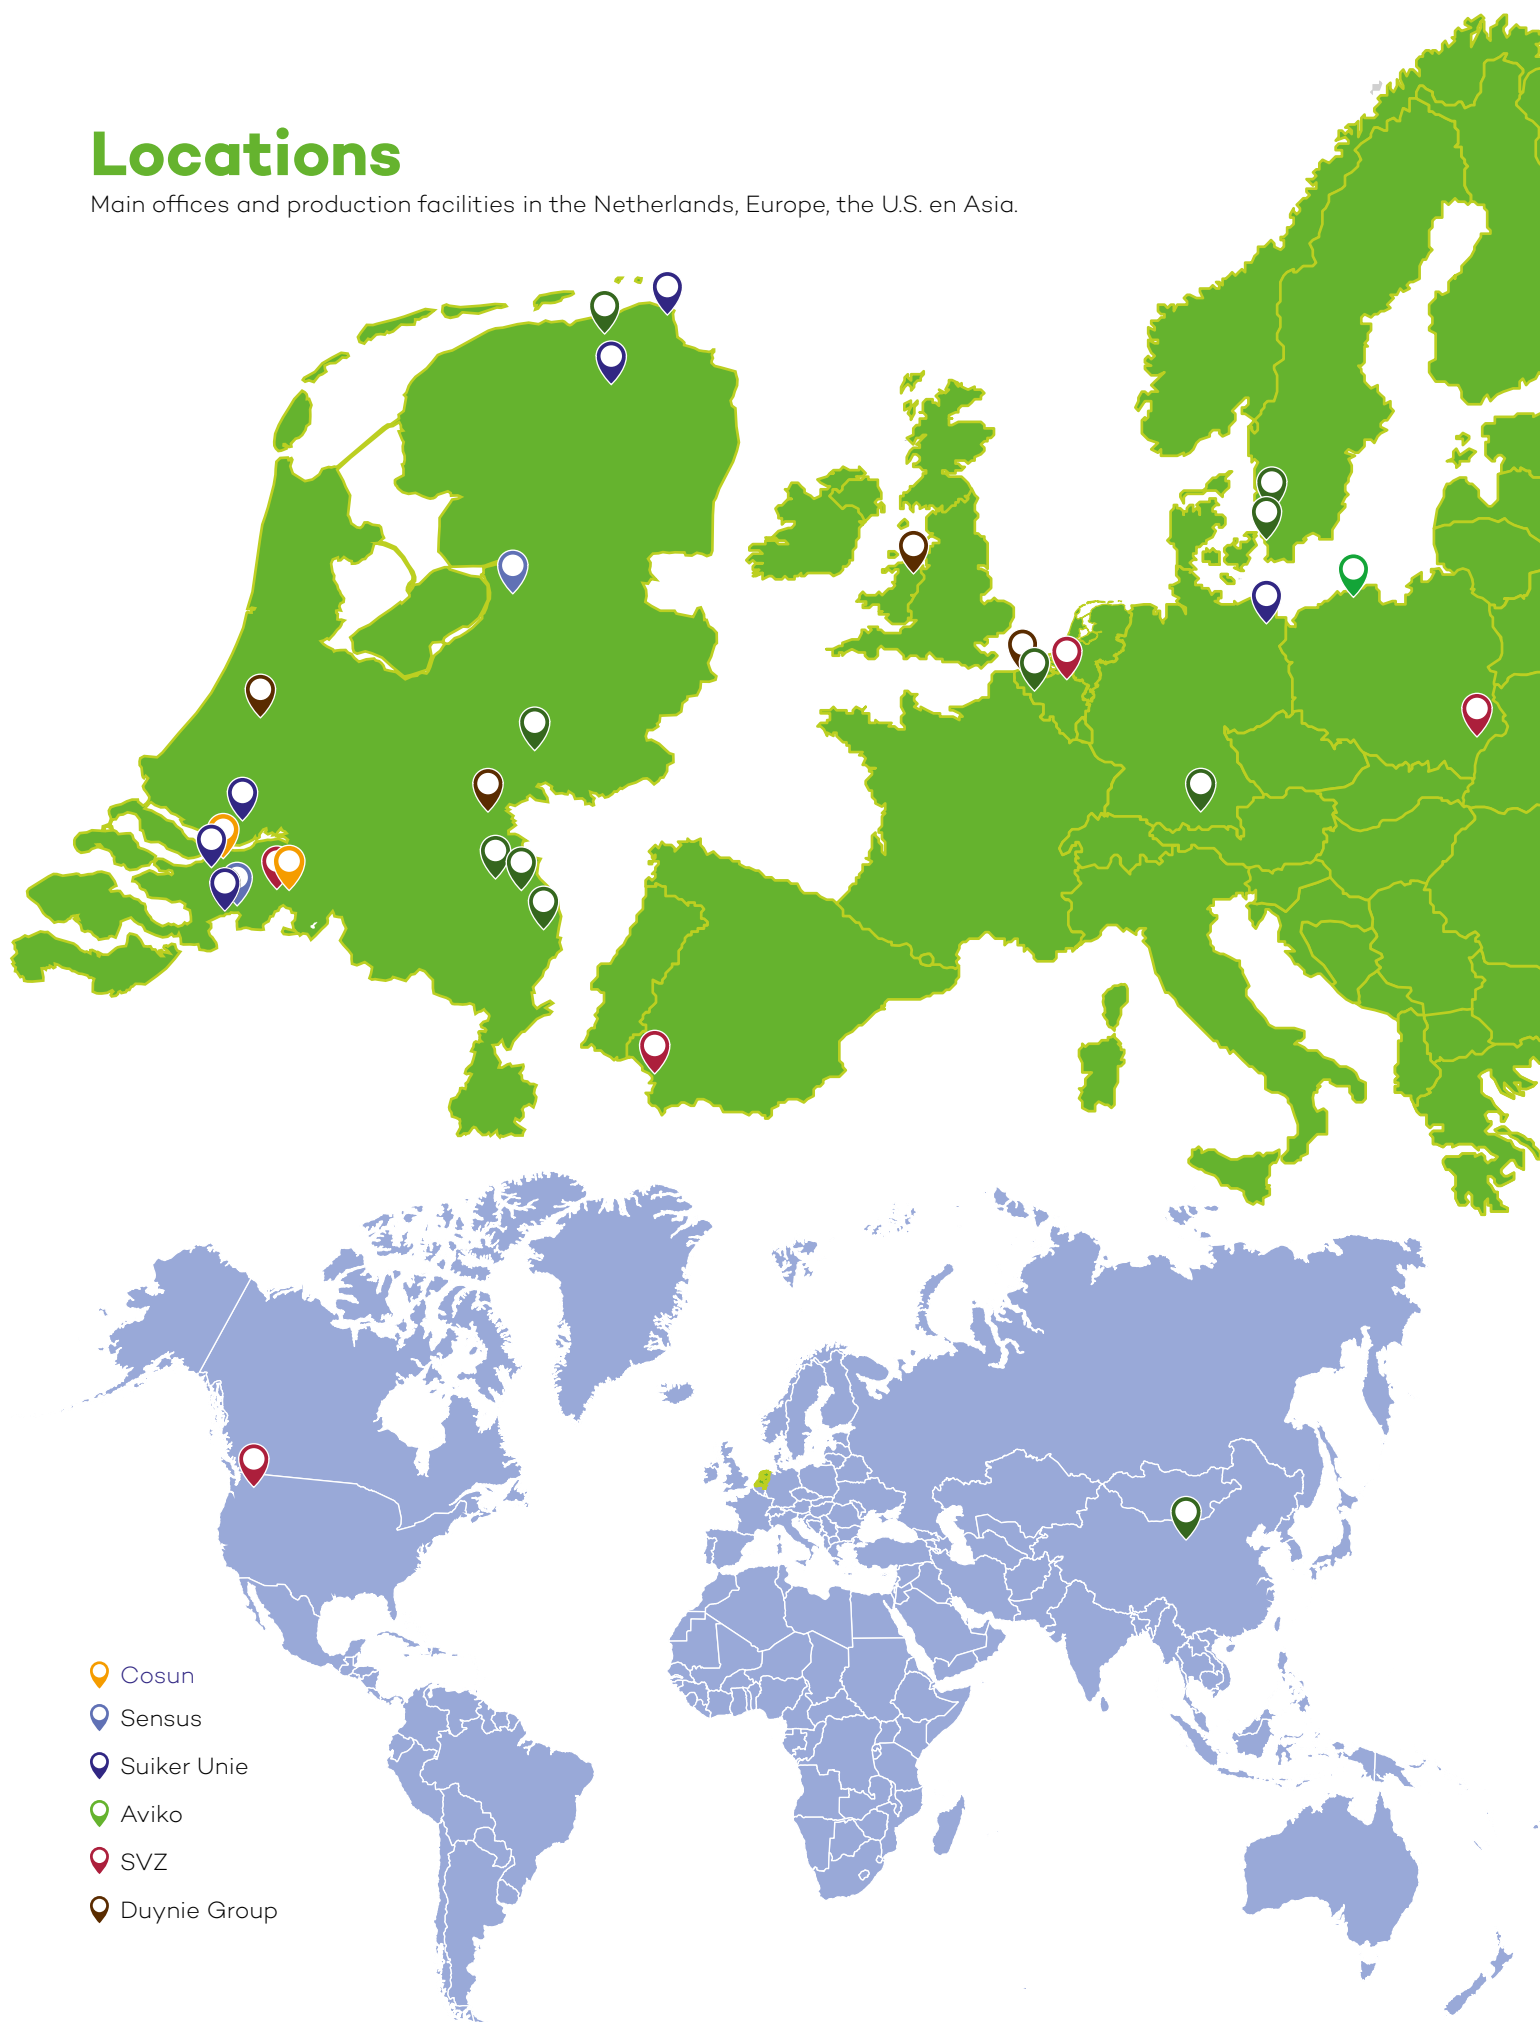 Locations
Main offices and production facilities in the Netherlands, Europe, the U.S. en Asia.
Cosun
Sensus
Suiker Unie
Aviko
SVZ
Duynie Group